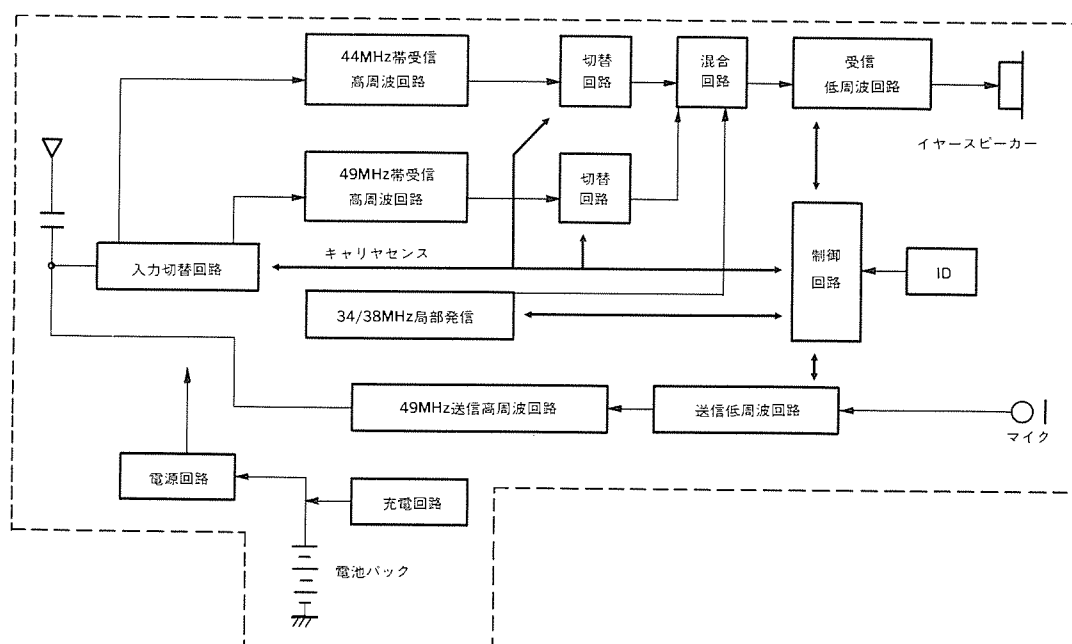 44MHz帯受信
高周波回路
切替
回路
混合
回路
受信
低周波回路
イヤースピーカー
49MHz帯受信
高周波回路
切替
回路
入力切替回路
キャリヤセンス
制御
回路
ID
34/38MHz局部発信
49MHz送信高周波回路
送信低周波回路
マイク
電源回路
充電回路
電池パック